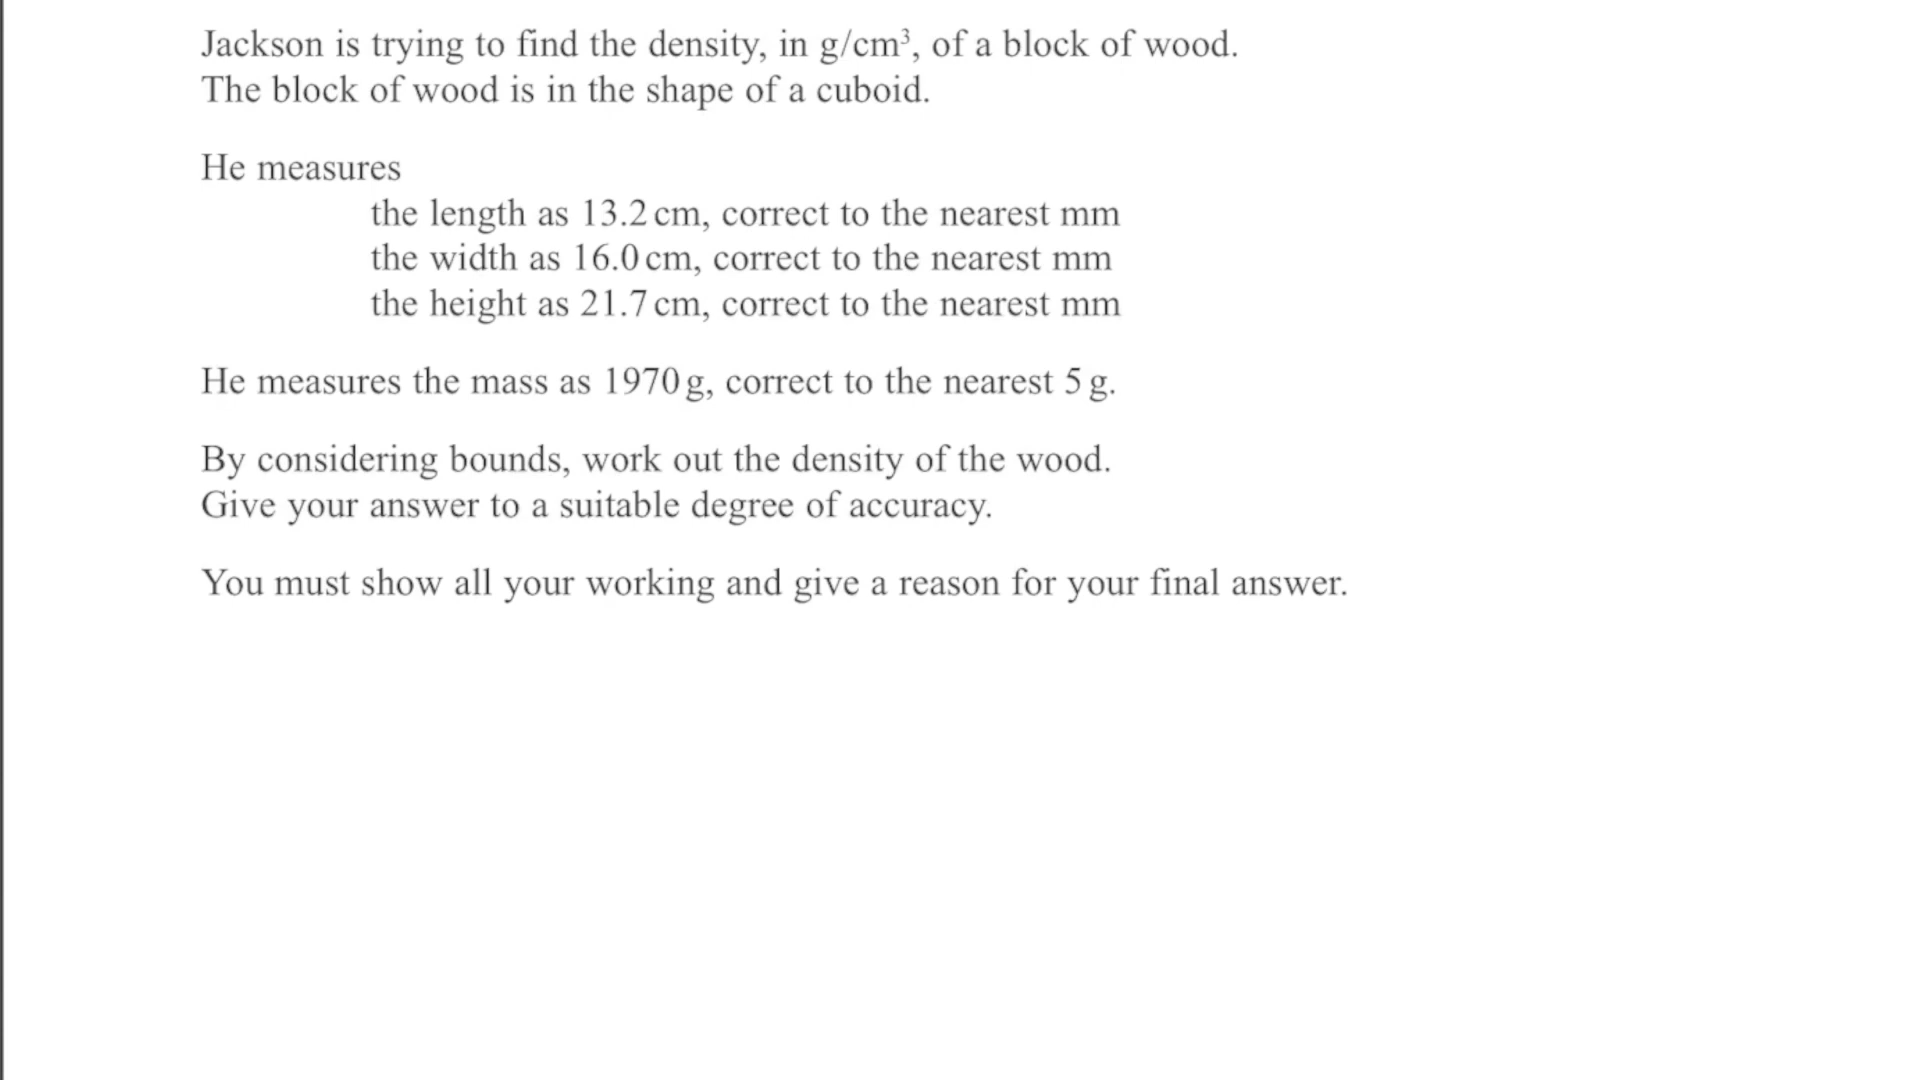 Jackson is trying to find the density, in g/cm³, of a block of wood.
The block of wood is in the shape of a cuboid.
He measures
the length as 13.2 cm, correct to the nearest mm
the width as 16.0 cm, correct to the nearest mm
the height as 21.7 cm, correct to the nearest mm
He measures the mass as 1970 g, correct to the nearest 5 g.
By considering bounds, work out the density of the wood.
Give your answer to a suitable degree of accuracy.
You must show all your working and give a reason for your final answer.